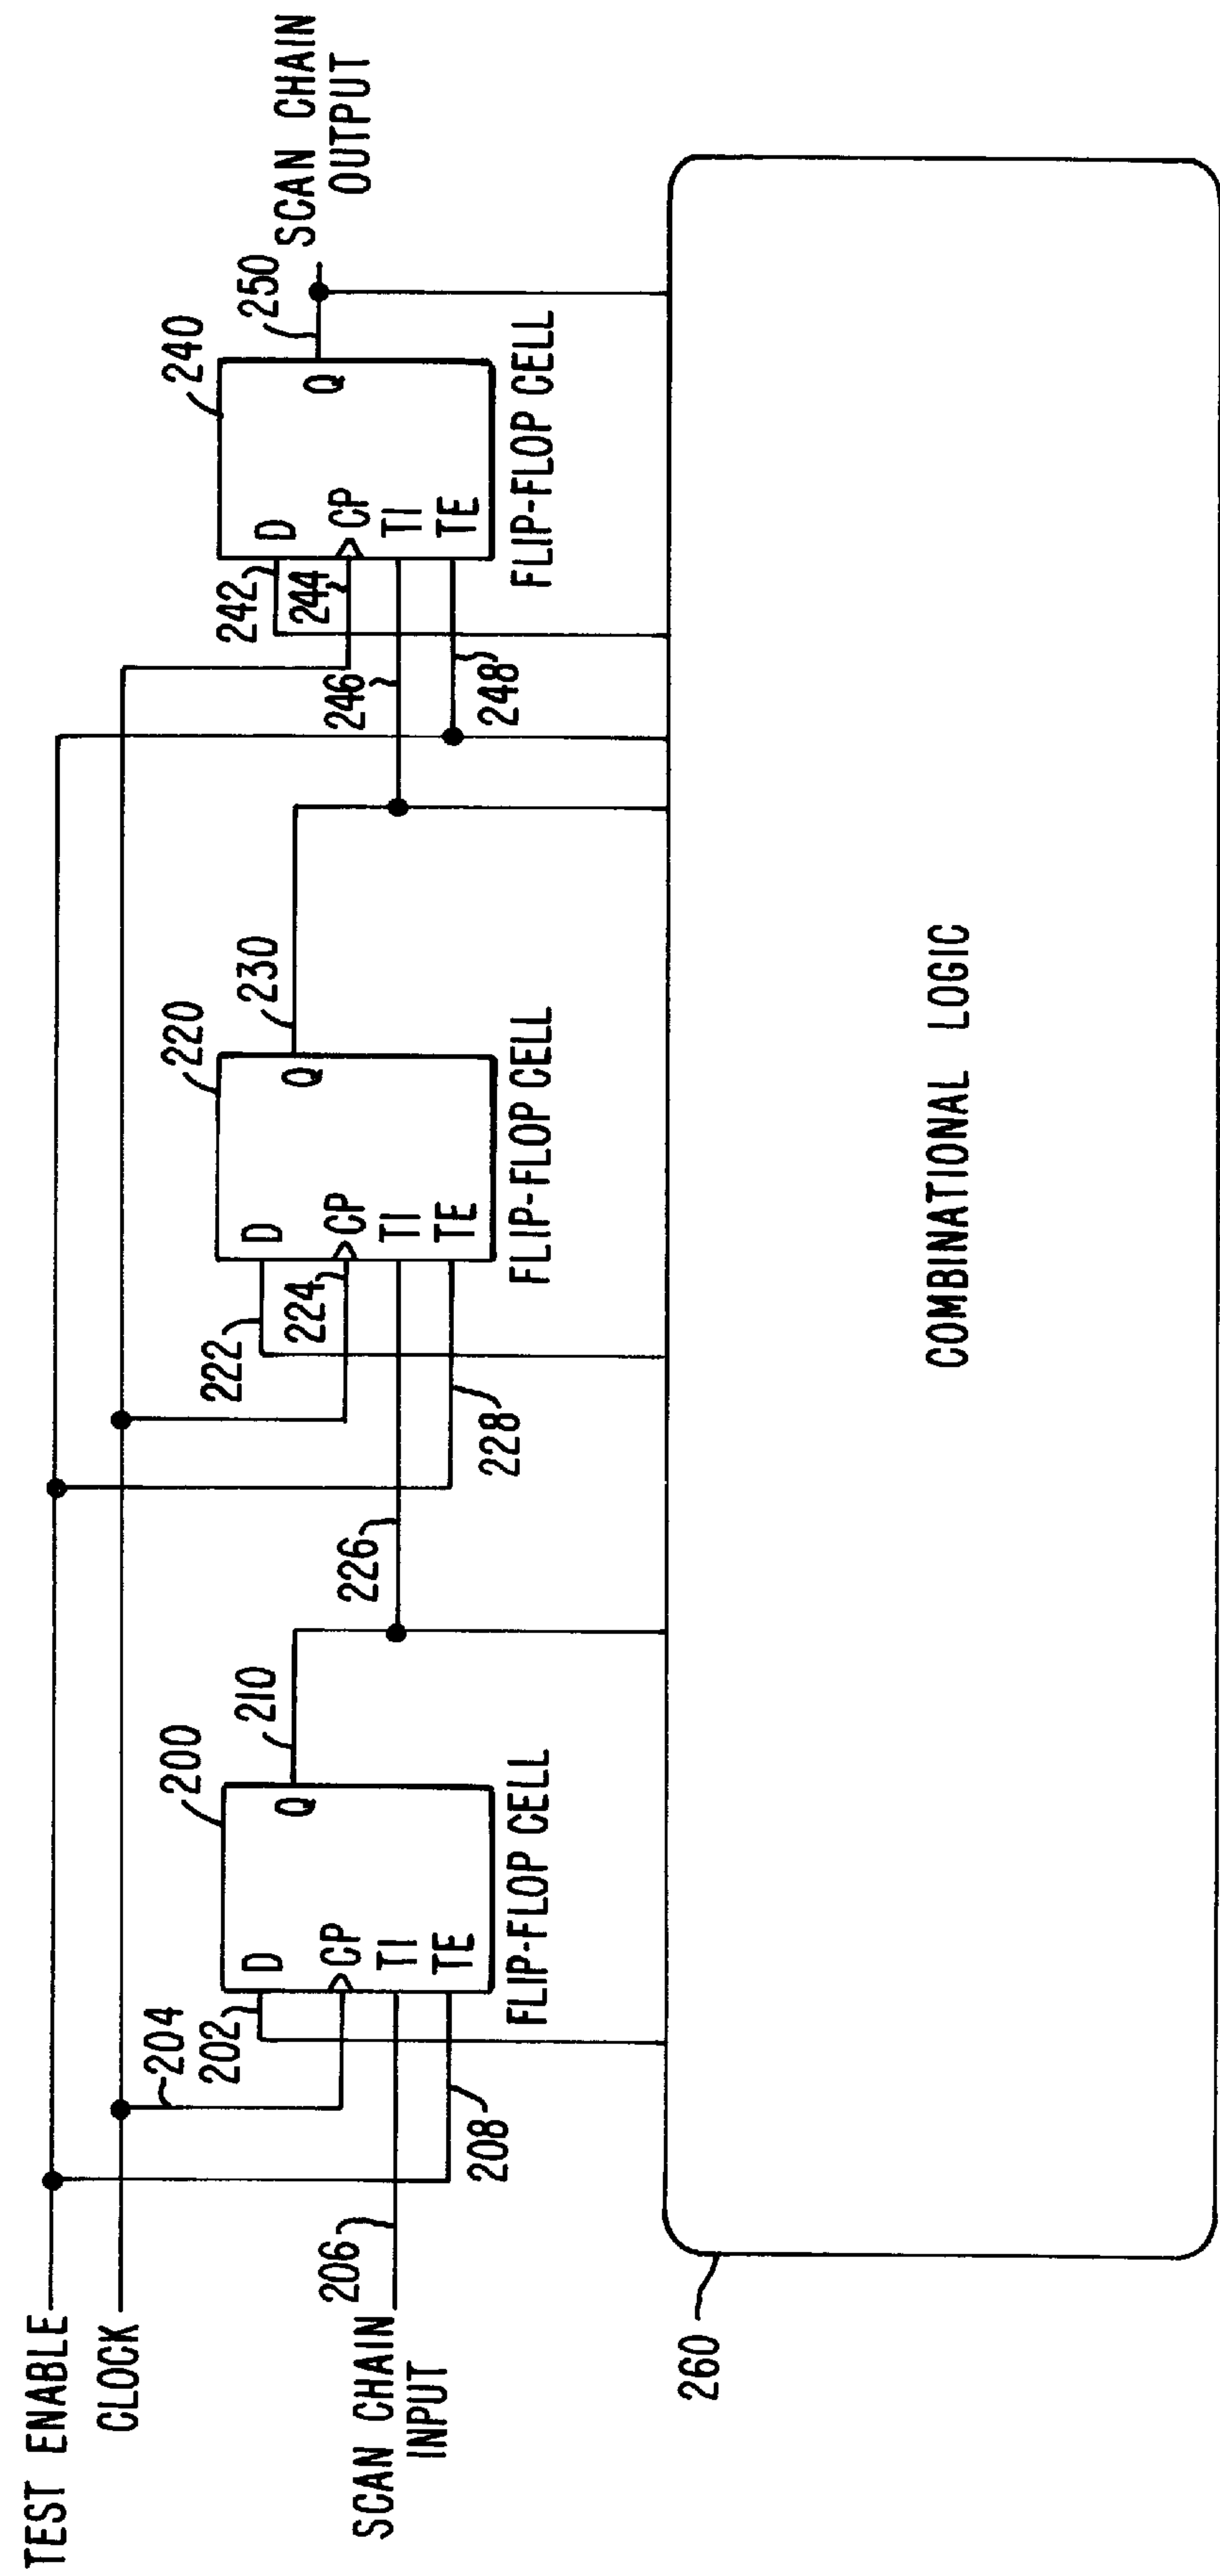 TEST ENABLE
CLOCK
SCAN CHAIN
INPUT
206
208
204
202
D
CP
TI
TE
Q
200
210
FLIP-FLOP CELL
226
228
222
224
D
CP
TI
TE
Q
220
230
FLIP-FLOP CELL
246
248
242
244
D
CP
TI
TE
Q
240
250
FLIP-FLOP CELL
SCAN CHAIN
OUTPUT
260
COMBINATIONAL LOGIC